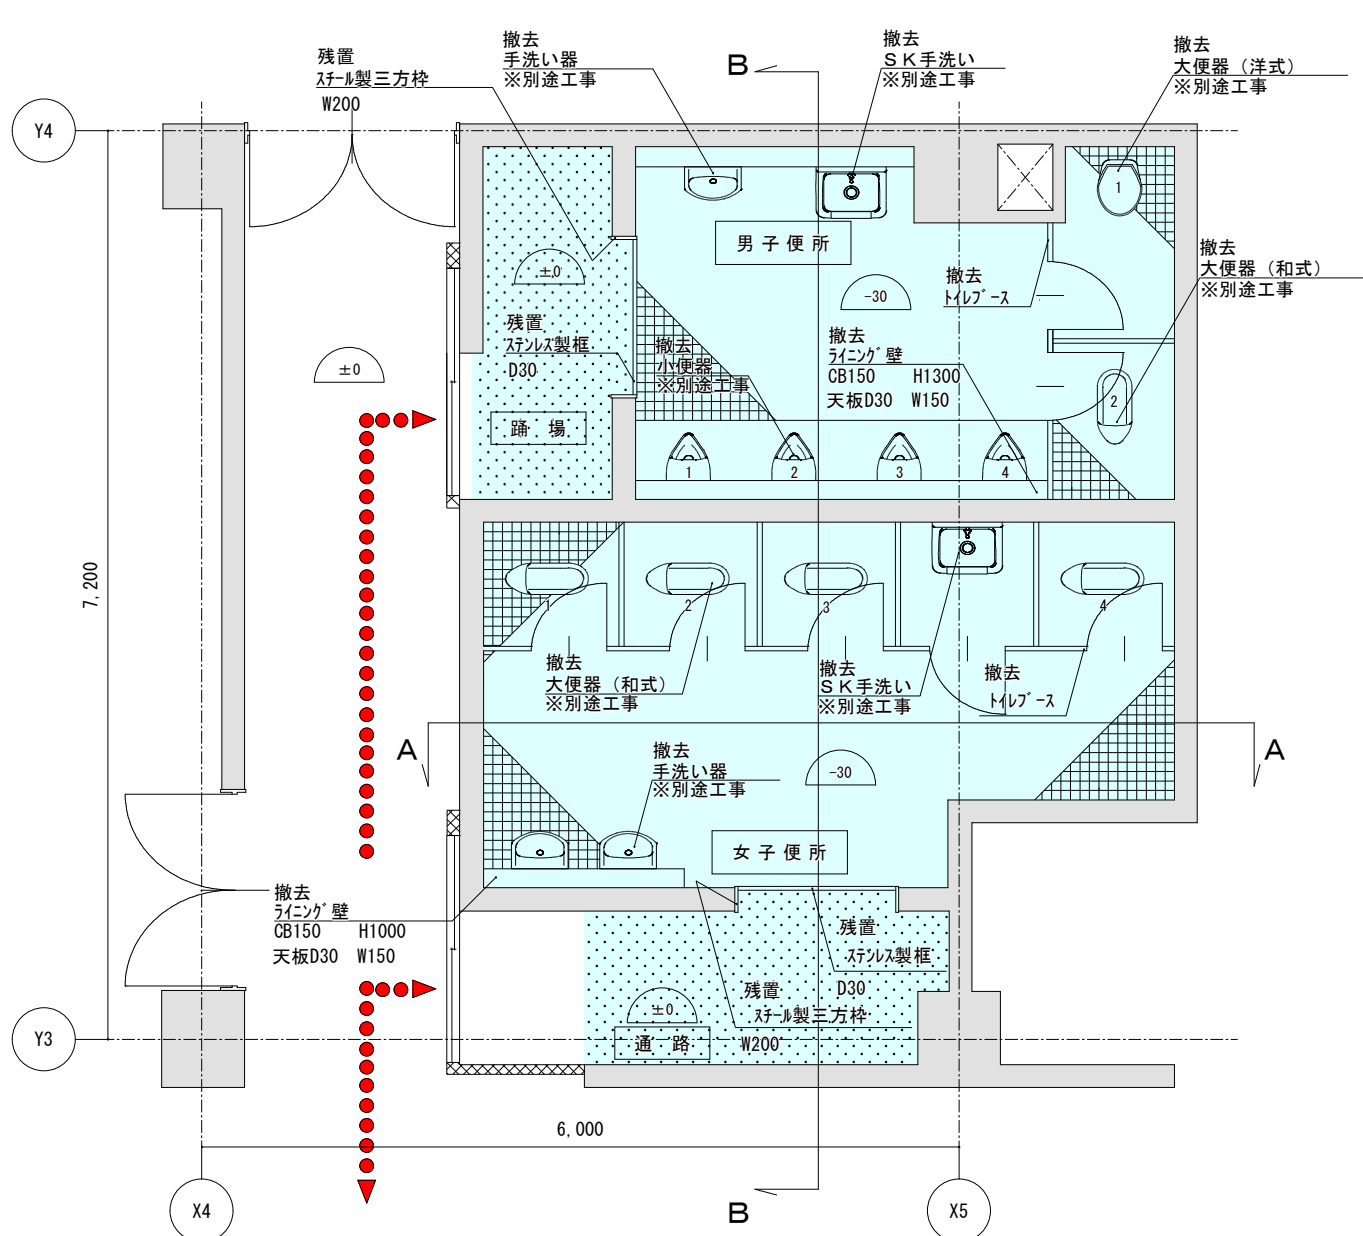 残置
スチール製三方枠
W200
撤去
手洗い器
※別途工事
B
撤去
ＳＫ手洗い
※別途工事
撤去
大便器（洋式）
※別途工事
Y4
1
男子便所
撤去
大便器（和式）
※別途工事
±0
-30
撤去
トイレブース
残置
ステンレス製框
D30
撤去
小便器
※別途工事
撤去
ライニング壁
CB150 H1300
天板D30 W150
±0
2
踊場
1
2
3
4
7,200
1
2
3
4
撤去
大便器（和式）
※別途工事
撤去
ＳＫ手洗い
※別途工事
撤去
トイレブース
A
A
撤去
手洗い器
※別途工事
-30
女子便所
撤去
ライニング壁
CB150 H1000
天板D30 W150
残置
ステンレス製框
D30
残置
スチール製三方枠
W200
±0
通路
Y3
6,000
X4
B
X5